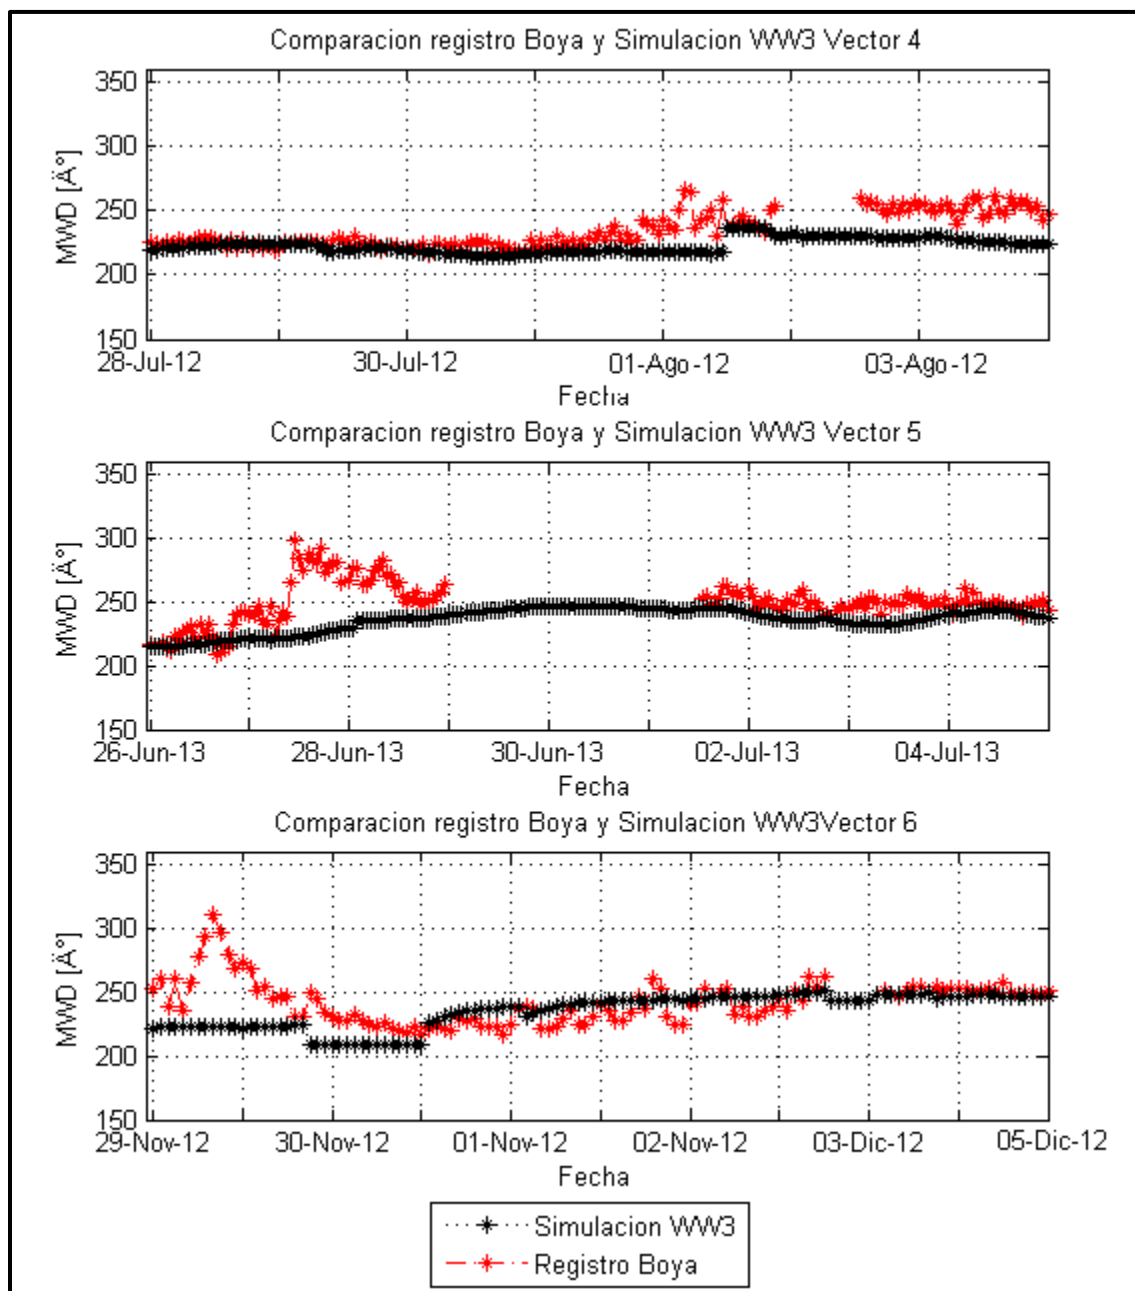 Comparacion registro Boya y Simulacion WW3 Vector 4
MWD [Ä°]
350
300
250
200
150
28-Jul-12 30-Jul-12 01-Ago-12 03-Ago-12
Fecha
Comparacion registro Boya y Simulacion WW3 Vector 5
MWD [Ä°]
350
300
250
200
150
26-Jun-13 28-Jun-13 30-Jun-13 02-Jul-13 04-Jul-13
Fecha
Comparacion registro Boya y Simulacion WW3Vector 6
MWD [Ä°]
350
300
250
200
150
29-Nov-12 30-Nov-12 01-Nov-12 02-Nov-12 03-Dic-12 05-Dic-12
Fecha
Simulacion WW3
Registro Boya